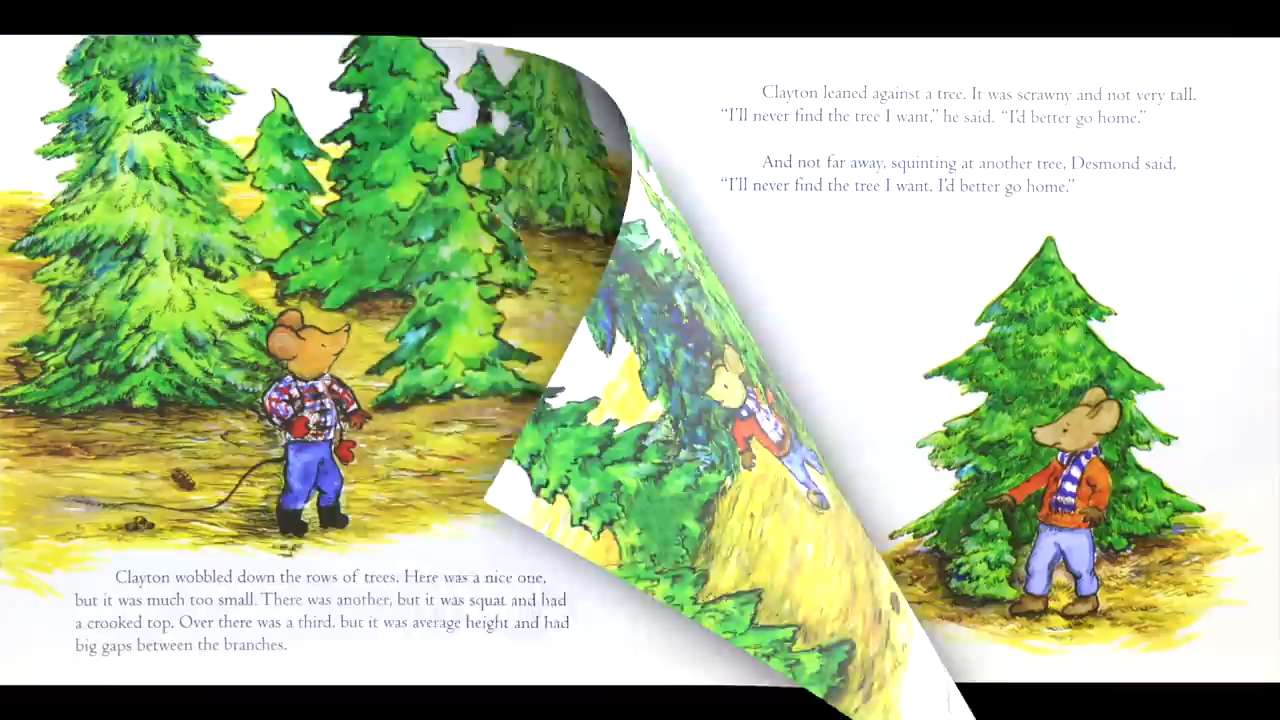 Clayton wobbled down the rows of trees. Here was a nice one,
but it was much too small. There was another, but it was squat and had
a crooked top. Over there was a third, but it was average height and had
big gaps between the branches.
Clayton leaned against a tree. It was scrawny and not very tall.
“I’ll never find the tree I want,” he said. “I’d better go home.”
And not far away, squinting at another tree, Desmond said,
“I’ll never find the tree I want. I’d better go home.”